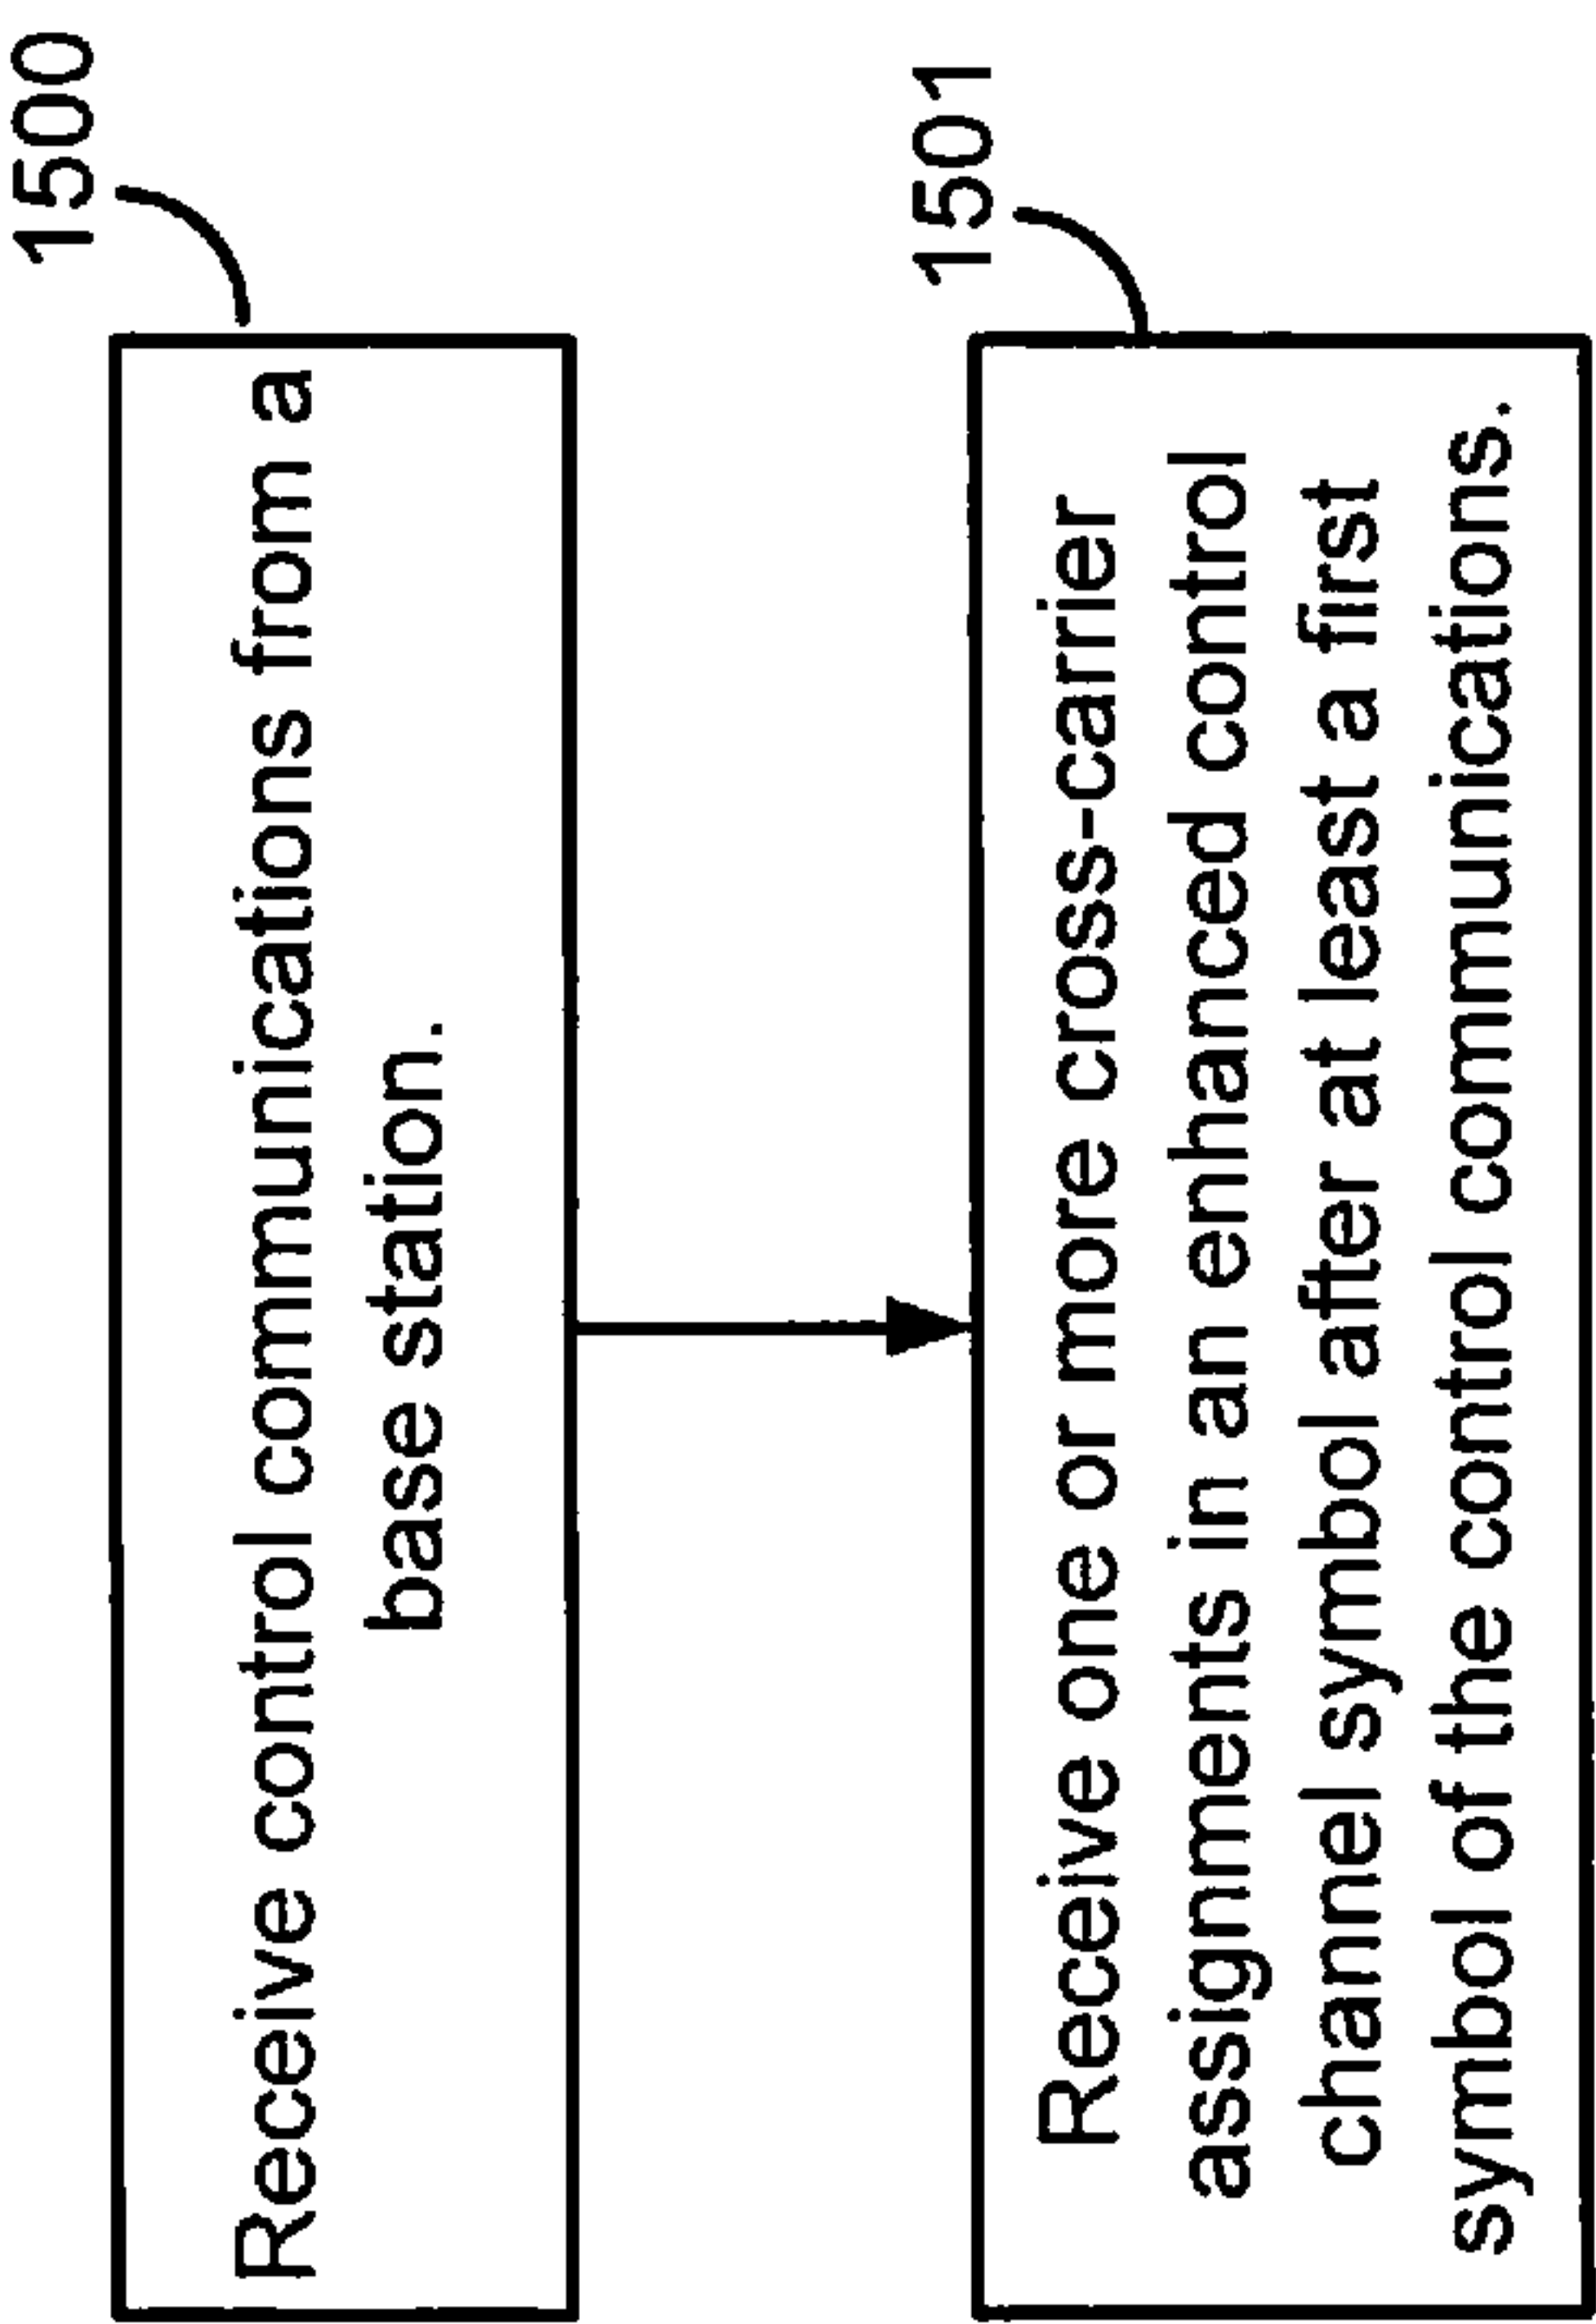 1500
Receive control communications from a
base station.
1501
Receive one or more cross-carrier
assignments in an enhanced control
channel symbol after at least a first
symbol of the control communications.